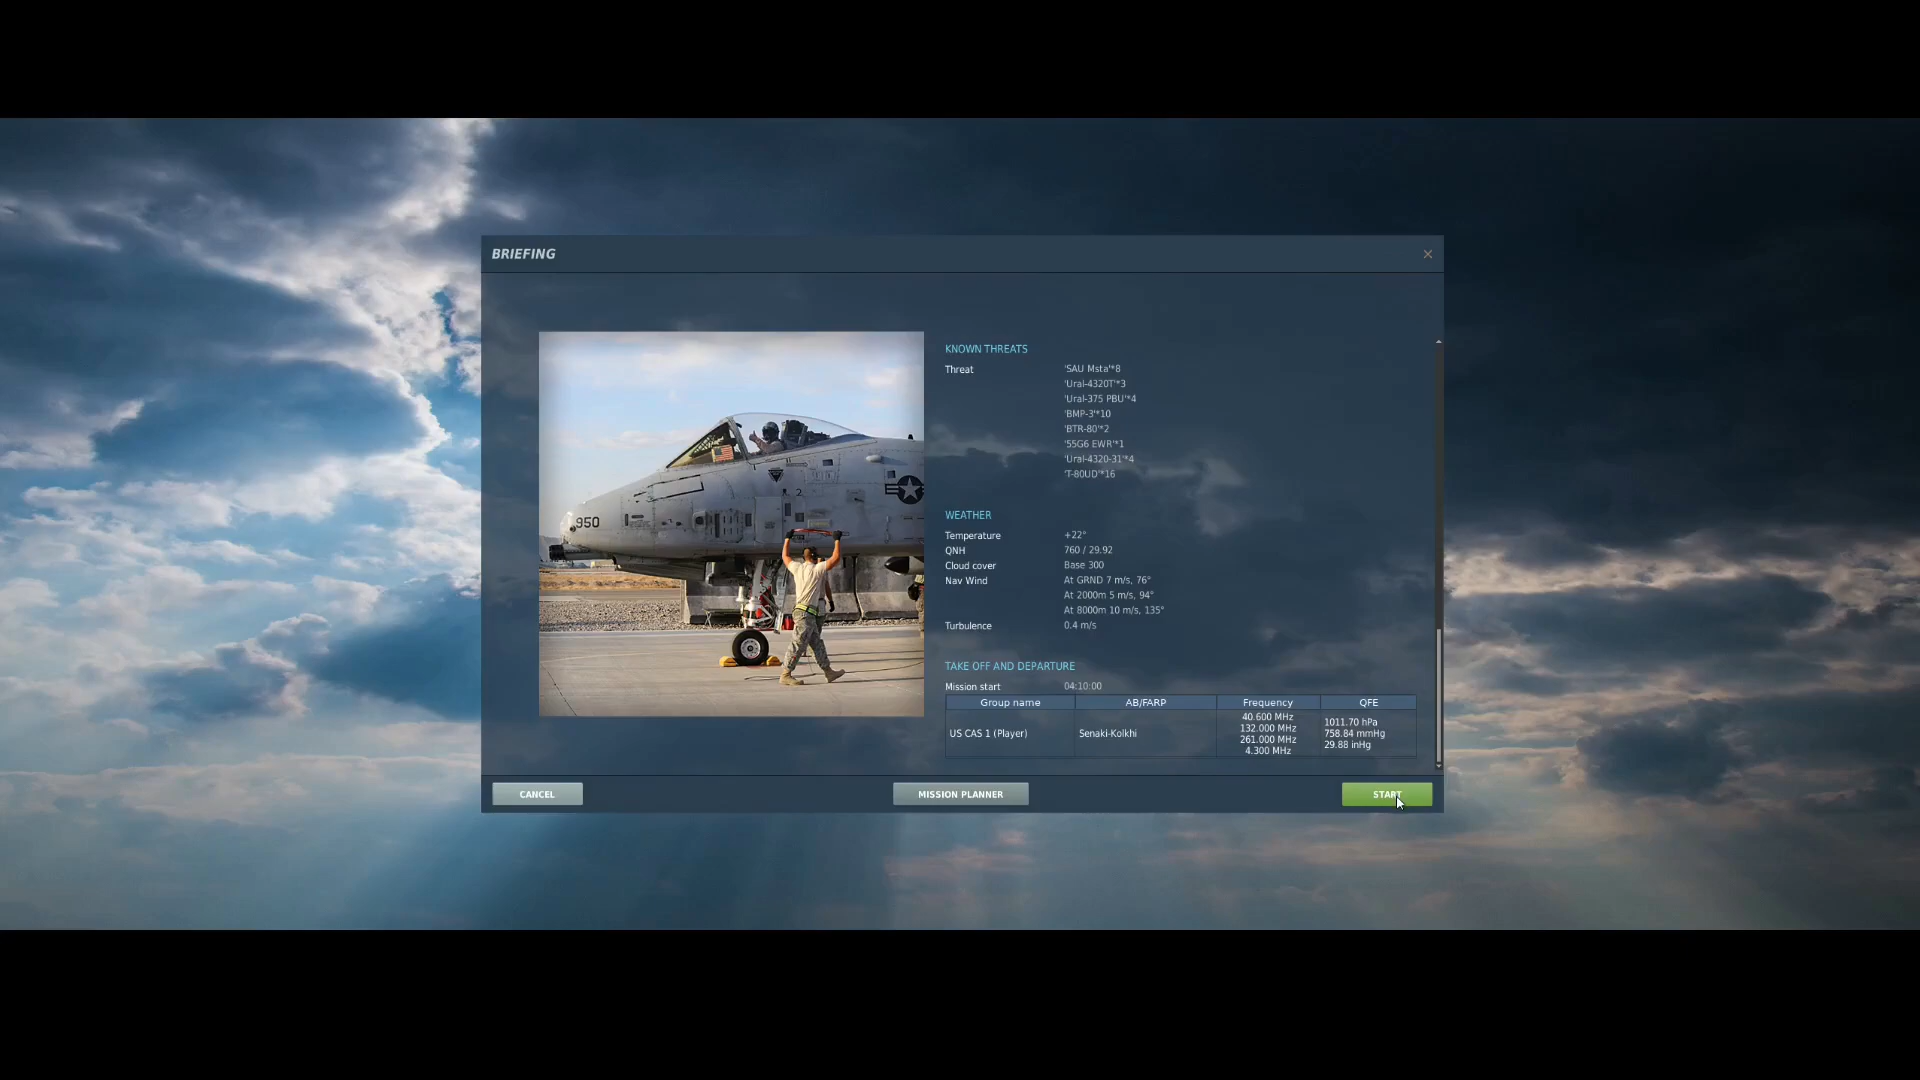 BRIEFING
950
2
KNOWN THREATS
Threat 'SAU Msta'*8
'Ural-4320T'*3
'Ural-375 PBU'*4
'BMP-3'*10
'BTR-80'*2
'55G6 EWR'*1
'Ural-4320-31'*4
'T-80UD'*16
WEATHER
Temperature +22°
QNH 760 / 29.92
Cloud cover Base 300
Nav Wind At GRND 7 m/s, 76°
At 2000m 5 m/s, 94°
At 8000m 10 m/s, 135°
Turbulence 0.4 m/s
TAKE OFF AND DEPARTURE
Mission start 04:10:00
Group name AB/FARP Frequency QFE
US CAS 1 (Player) Senaki-Kolkhi
40.600 MHz
132.000 MHz
261.000 MHz
4.300 MHz
1011.70 hPa
758.84 mmHg
29.88 inHg
CANCEL MISSION PLANNER START